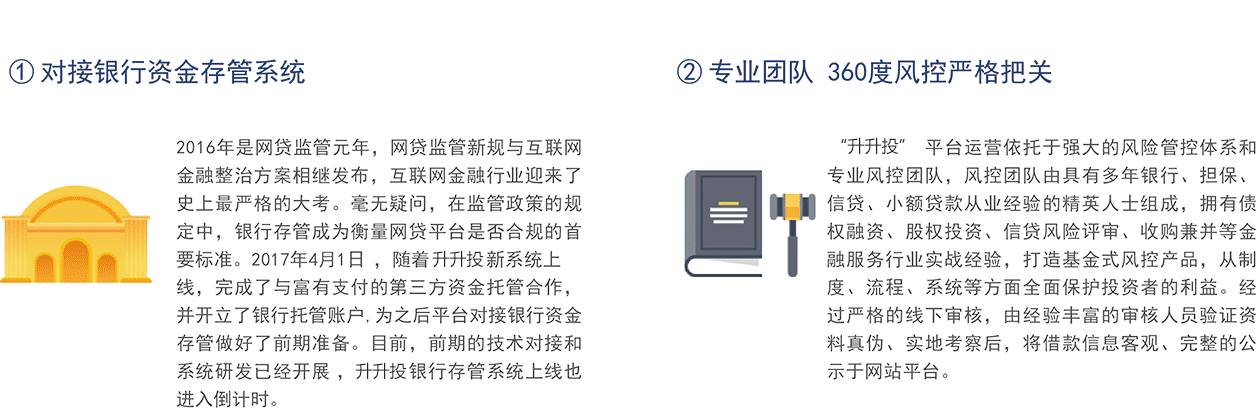 ① 对接银行资金存管系统
2016年是网贷监管元年，网贷监管新规与互联网
金融整治方案相继发布，互联网金融行业迎来了
史上最严格的大考。毫无疑问，在监管政策的规
定中，银行存管成为衡量网贷平台是否合规的首
要标准。2017年4月1日 ，随着升升投新系统上
线，完成了与富有支付的第三方资金托管合作，
并开立了银行托管账户,为之后平台对接银行资金
存管做好了前期准备。目前，前期的技术对接和
系统研发已经开展 ，升升投银行存管系统上线也
进入倒计时。
② 专业团队 360度风控严格把关
“升升投” 平台运营依托于强大的风险管控体系和
专业风控团队，风控团队由具有多年银行、担保、
信贷、小额贷款从业经验的精英人士组成，拥有债
权融资、股权投资、信贷风险评审、收购兼并等金
融服务行业实战经验，打造基金式风控产品，从制
度、流程、系统等方面全面保护投资者的利益。经
过严格的线下审核，由经验丰富的审核人员验证资
料真伪、实地考察后，将借款信息客观、完整的公
示于网站平台。